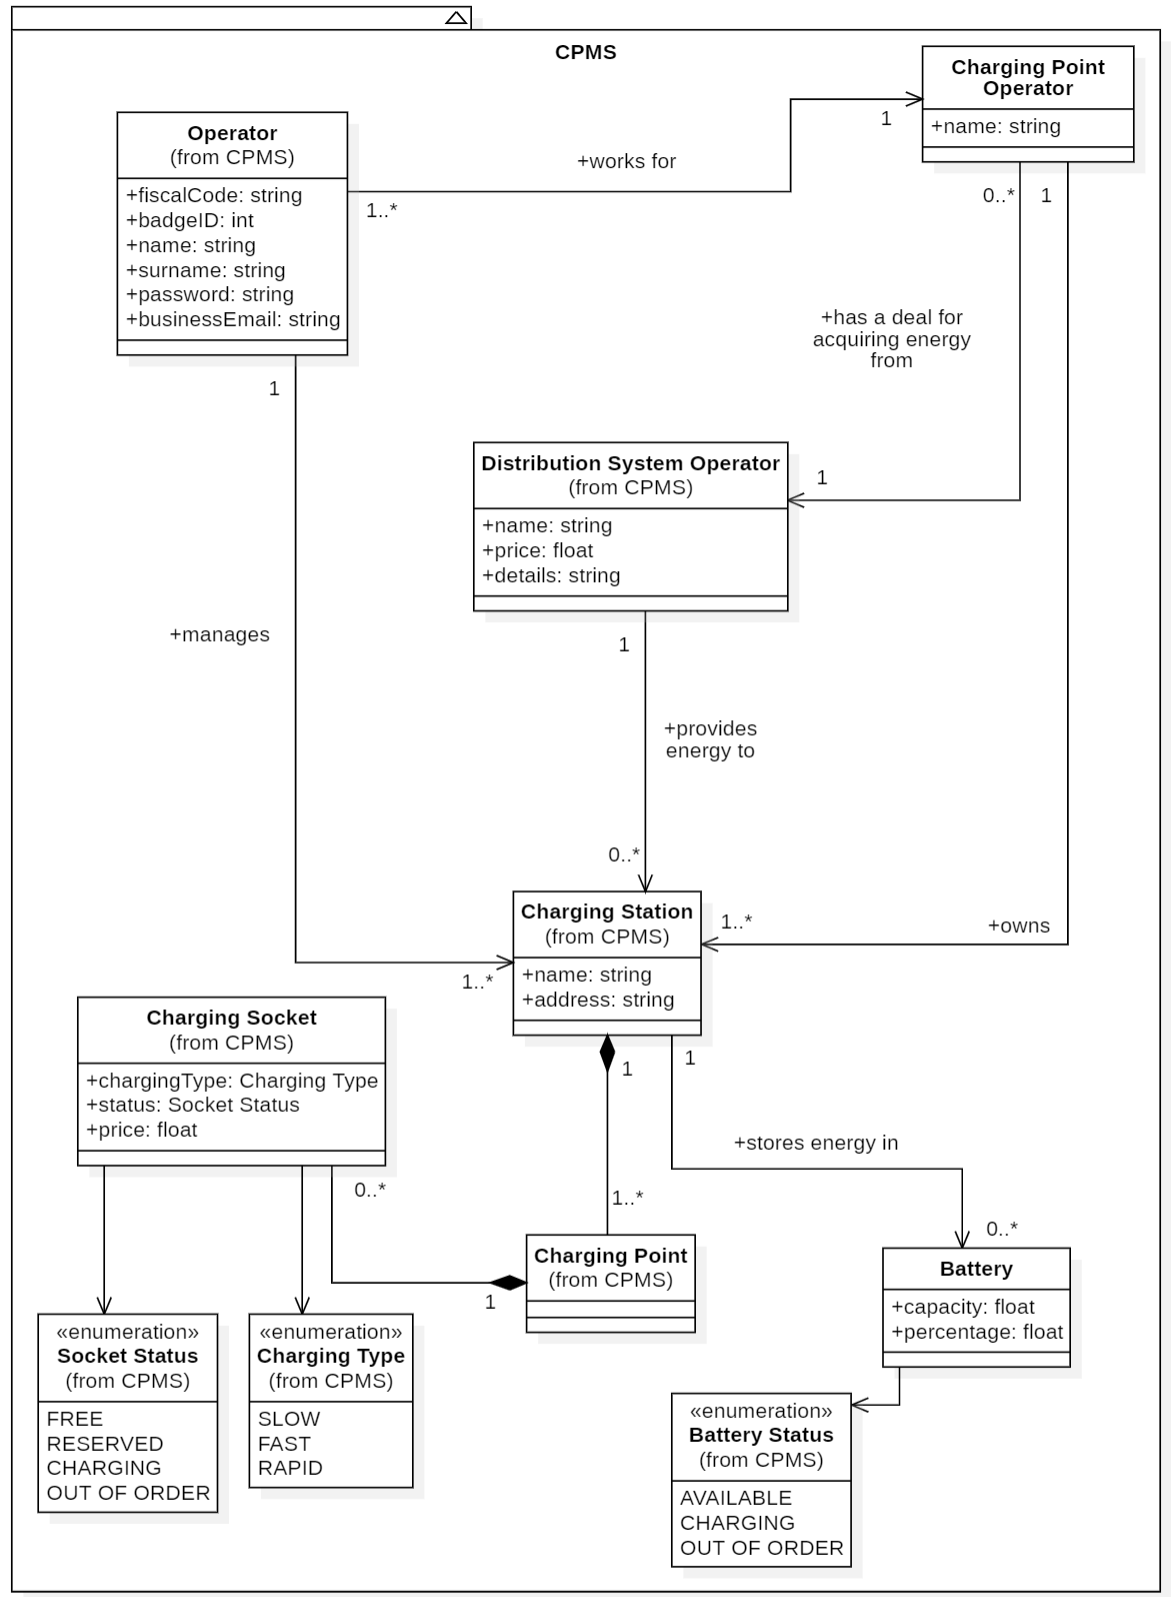 CPMS
Charging Point
Operator
+name: string
Operator
(from CPMS)
+fiscalCode: string
+badgeID: int
+name: string
+surname: string
+password: string
+businessEmail: string
+works for
1
1..*
0..*
1
+has a deal for
acquiring energy
from
1
1
Distribution System Operator
(from CPMS)
+name: string
+price: float
+details: string
+manages
1
+provides
energy to
0..*
Charging Station
(from CPMS)
+name: string
+address: string
1..*
+owns
1..*
Charging Socket
(from CPMS)
+chargingType: Charging Type
+status: Socket Status
+price: float
1
1
+stores energy in
0..*
1..*
0..*
Charging Point
(from CPMS)
1
Battery
+capacity: float
+percentage: float
«enumeration»
Socket Status
(from CPMS)
FREE
RESERVED
CHARGING
OUT OF ORDER
«enumeration»
Charging Type
(from CPMS)
SLOW
FAST
RAPID
«enumeration»
Battery Status
(from CPMS)
AVAILABLE
CHARGING
OUT OF ORDER